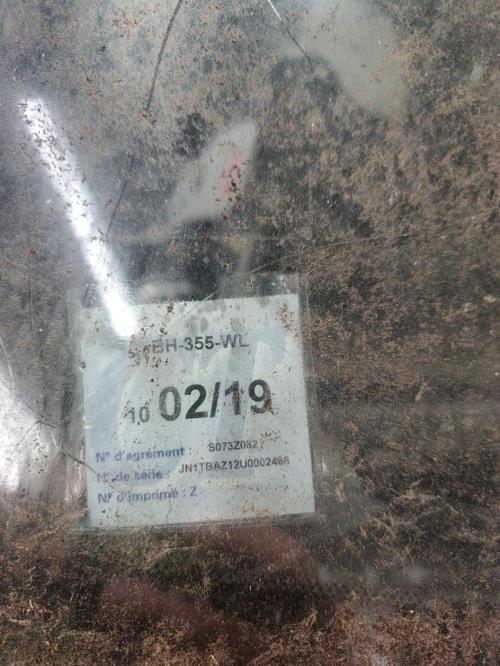 BH-355-WL
10 02/19
N° d'agrément : S073Z082
N° de série : JN1TBAZ12U0002466
N° d'imprimé : Z